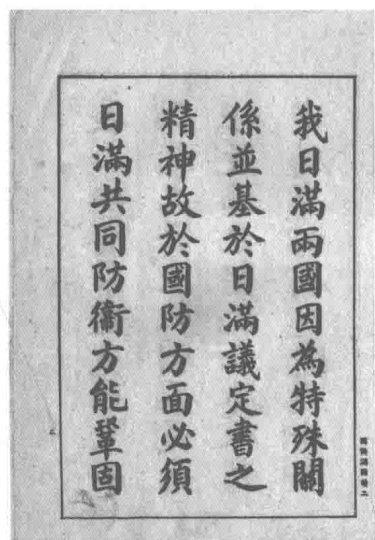 我日滿兩國因為特殊關
係並基於日滿議定書之
精神故於國防方面必須
日滿共同防衛方能鞏固